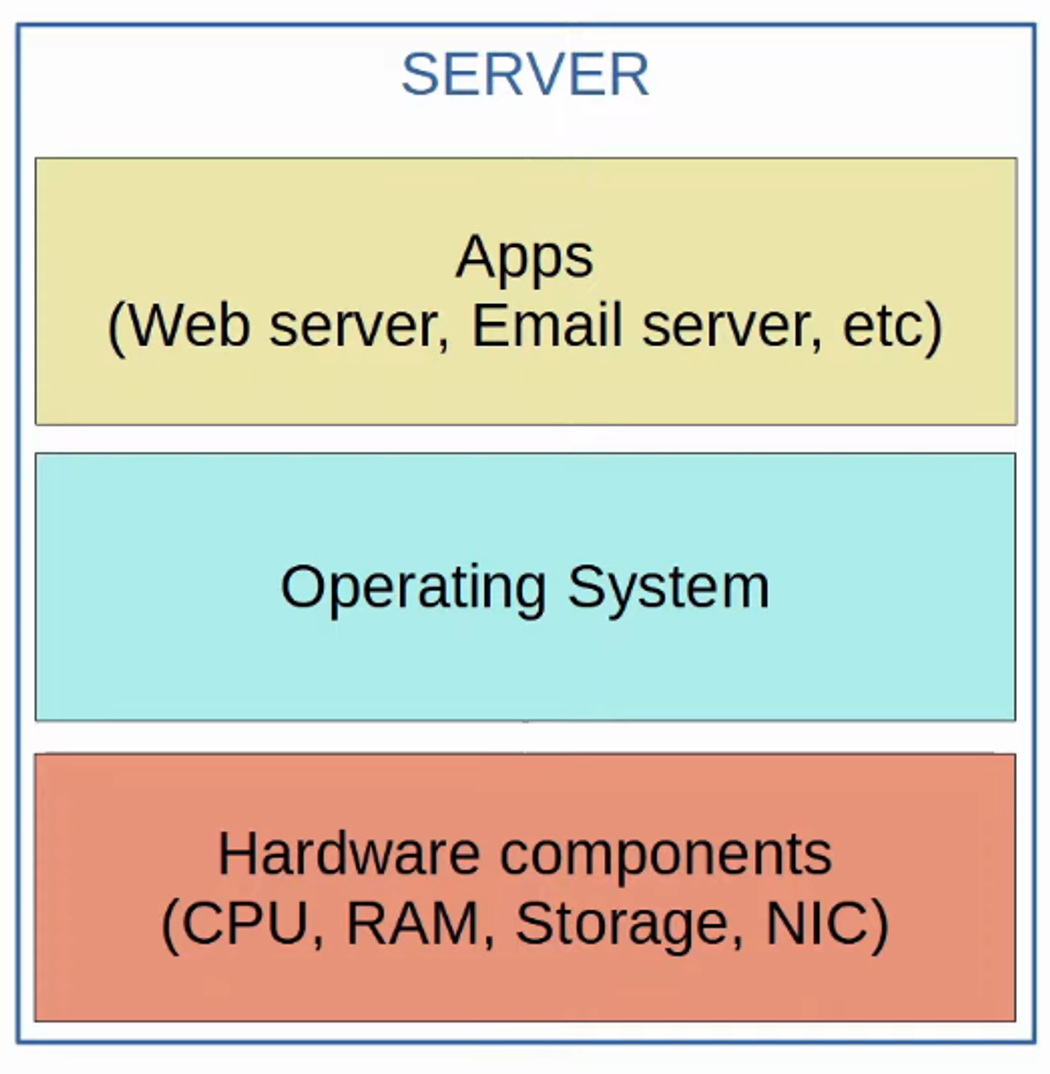 SERVER
Apps
(Web server, Email server, etc)
Operating System
Hardware components
(CPU, RAM, Storage, NIC)